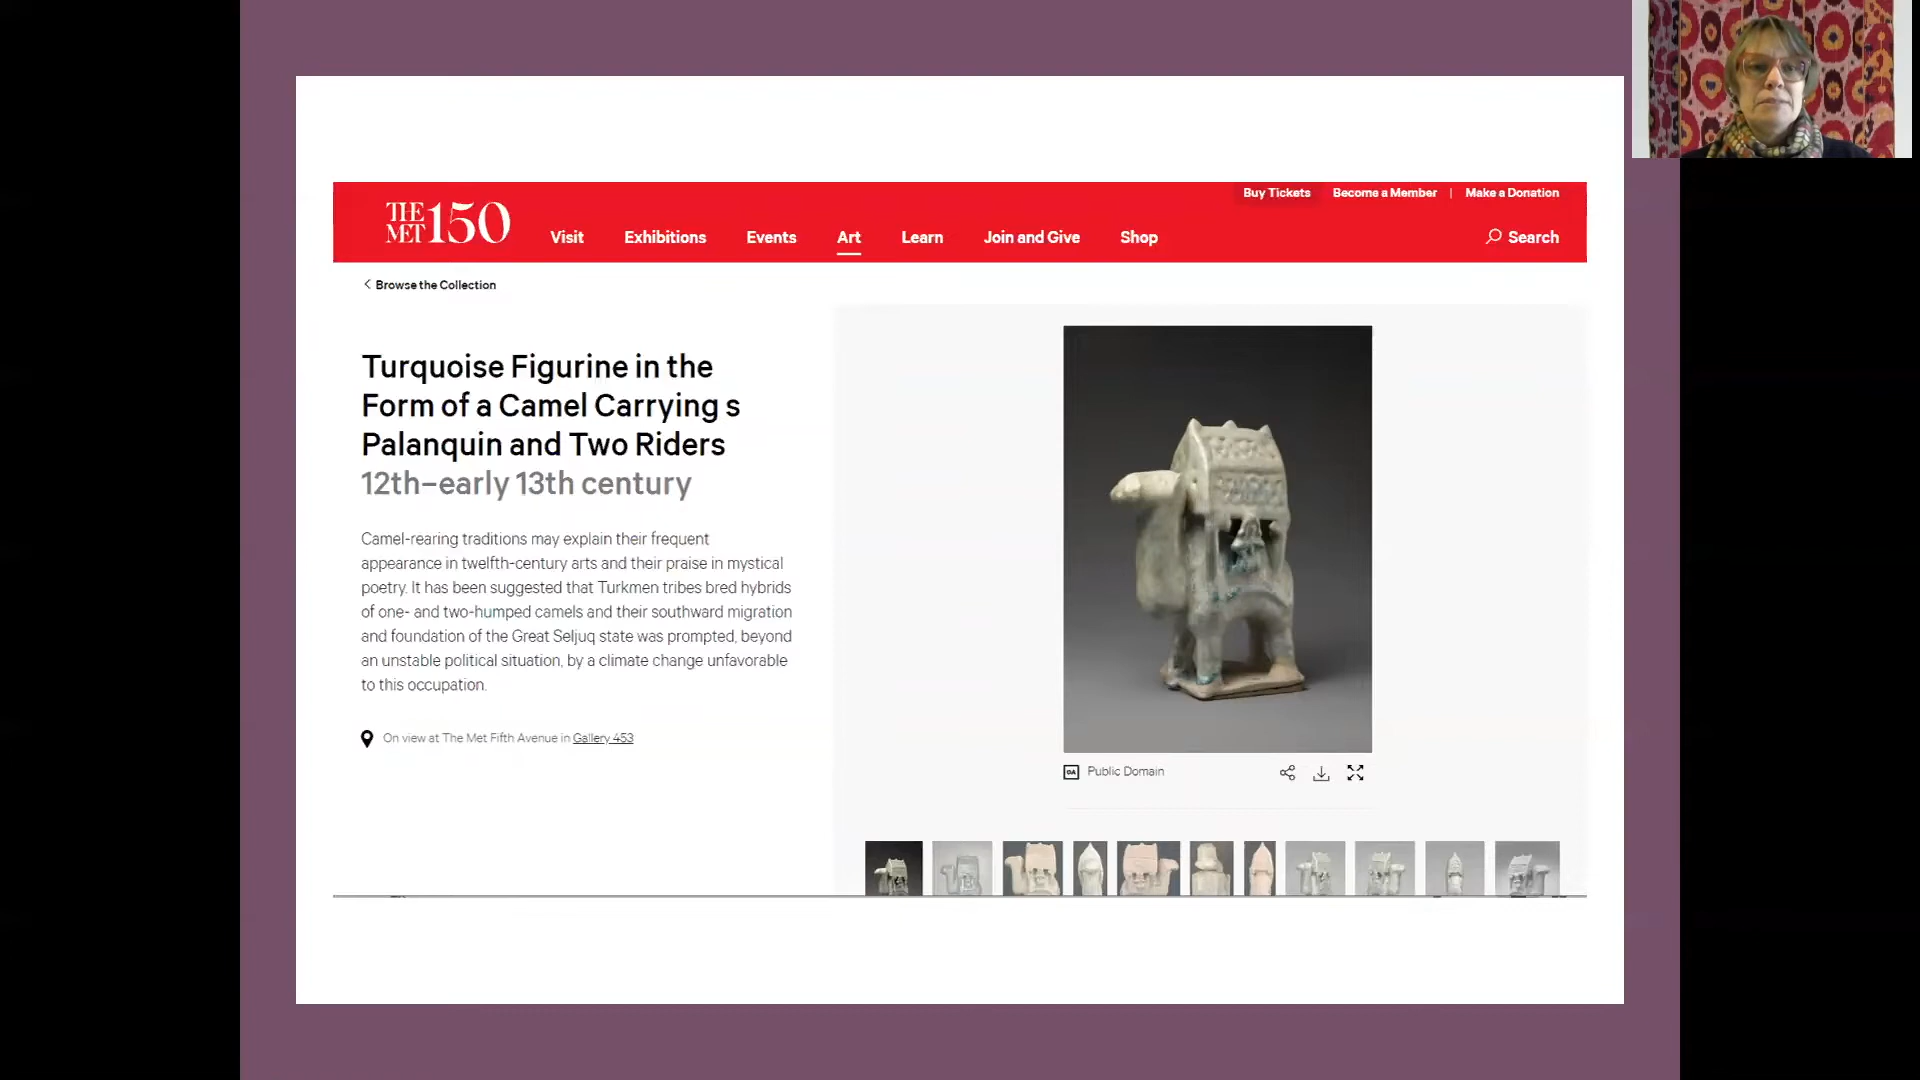 Buy Tickets Become a Member | Make a Donation
THE MET 150 Visit Exhibitions Events Art Learn Join and Give Shop Search
Browse the Collection
Turquoise Figurine in the
Form of a Camel Carrying s
Palanquin and Two Riders
12th–early 13th century
Camel-rearing traditions may explain their frequent
appearance in twelfth-century arts and their praise in mystical
poetry. It has been suggested that Turkmen tribes bred hybrids
of one- and two-humped camels and their southward migration
and foundation of the Great Seljuq state was prompted, beyond
an unstable political situation, by a climate change unfavorable
to this occupation.
On view at The Met Fifth Avenue in Gallery 453
OA Public Domain